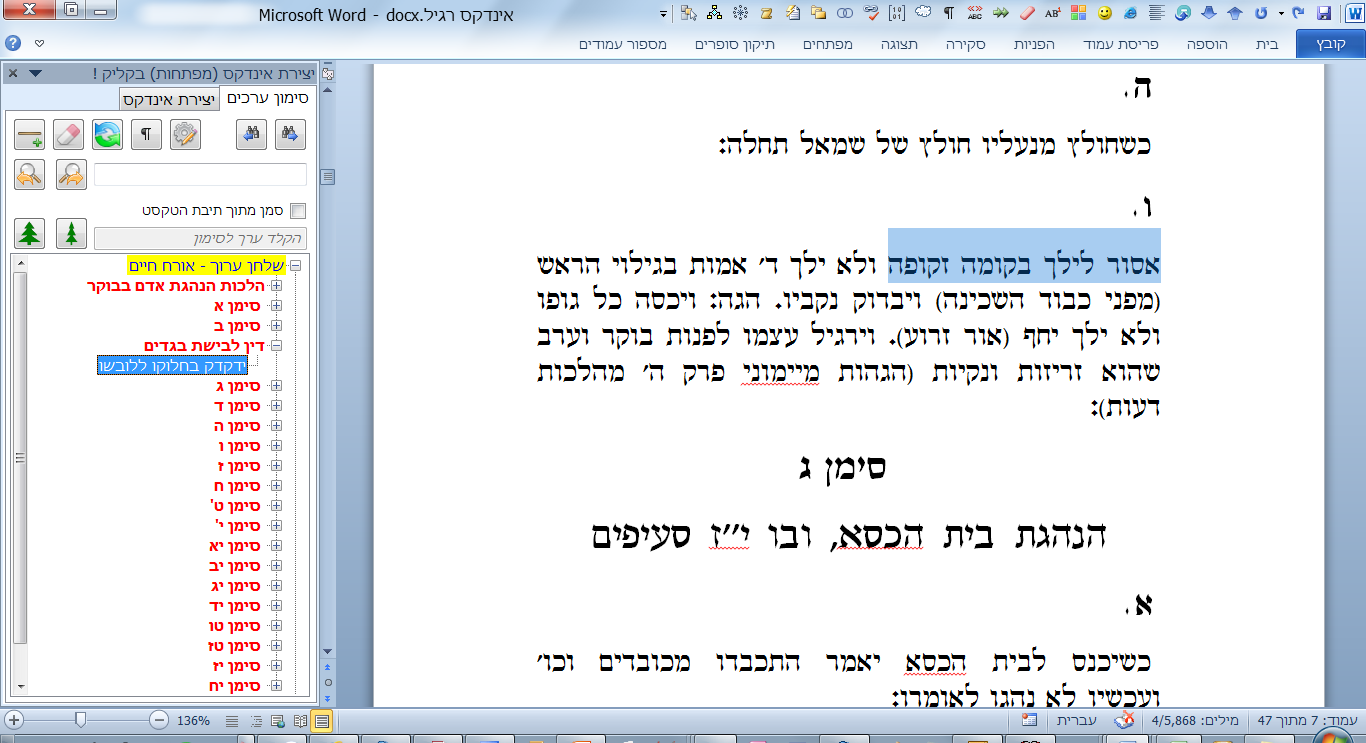 אינדקס רגיל.docx - Microsoft Word
קובץ
בית
הוספה
פריסת עמוד
הפניות
סקירה
תצוגה
מפתחים
תיקון סופרים
מספור עמודים
ה.
כשחולץ מנעליו חולץ של שמאל תחלה:
ו.
אסור לילך בקומה זקופה ולא ילך ד' אמות בגילוי הראש
(מפני כבוד השכינה) ויבדוק נקביו. הגה: ויכסה כל גופו
ולא ילך יחף (אור זרוע). וירגיל עצמו לפנות בוקר וערב
שהוא זריזות ונקיות (הגהות מיימוני פרק ה' מהלכות
דעות):
סימן ג
הנהגת בית הכסא, ובו י"ז סעיפים
א.
כשיכנס לבית הכסא יאמר התכבדו מכובדים וכו'
ועכשיו לא נהגו לאומרו:
יצירת אינדקס (מפתחות) בקליק !
סימון ערכים
יצירת אינדקס
סמן מתוך תיבת הטקסט
הקלד ערך לסימון
שלחן ערוך - אורח חיים
הלכות הנהגת אדם בבוקר
סימן א
סימן ב
דין לבישת בגדים
ידקדק בחלוקו ללובשו
סימן ג
סימן ד
סימן ה
סימן ו
סימן ז
סימן ח
סימן ט'
סימן י'
סימן יא
סימן יב
סימן יג
סימן יד
סימן טו
סימן טז
סימן יז
סימן יח
עמוד: 7 מתוך 47
מילים: 4/5,868
עברית
136%